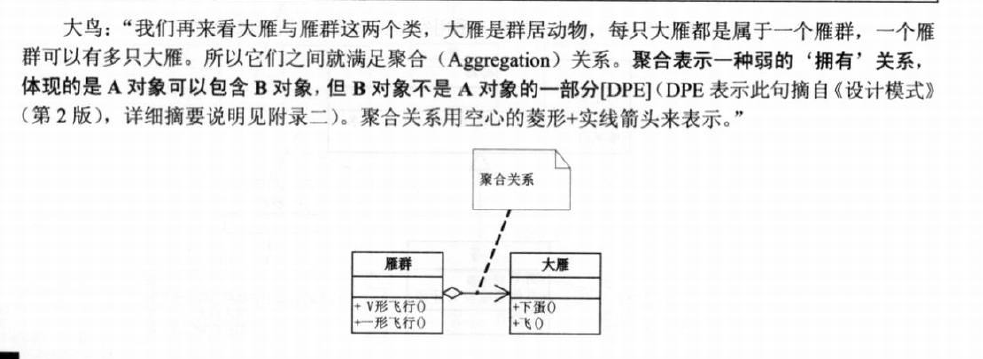 大鸟：“我们再来看大雁与雁群这两个类，大雁是群居动物，每只大雁都是属于一个雁群，一个雁
群可以有多只大雁。所以它们之间就满足聚合（Aggregation）关系。聚合表示一种弱的‘拥有’关系，
体现的是 A 对象可以包含 B 对象，但 B 对象不是 A 对象的一部分[DPE]（DPE 表示此句摘自《设计模式》
（第 2 版），详细摘要说明见附录二）。聚合关系用空心的菱形+实线箭头来表示。”
聚合关系
雁群
+ V形飞行()
+一形飞行()
大雁
+下蛋()
+飞()